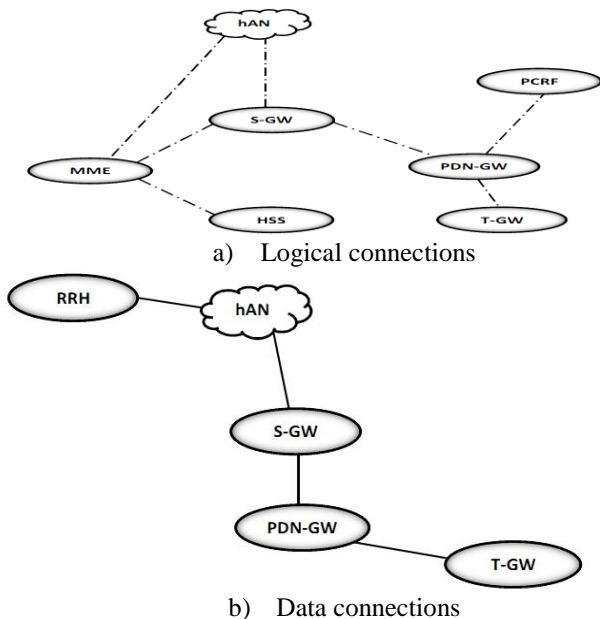 hAN
PCRF
S-GW
MME
PDN-GW
HSS
T-GW
a) Logical connections
RRH
hAN
S-GW
PDN-GW
T-GW
b) Data connections